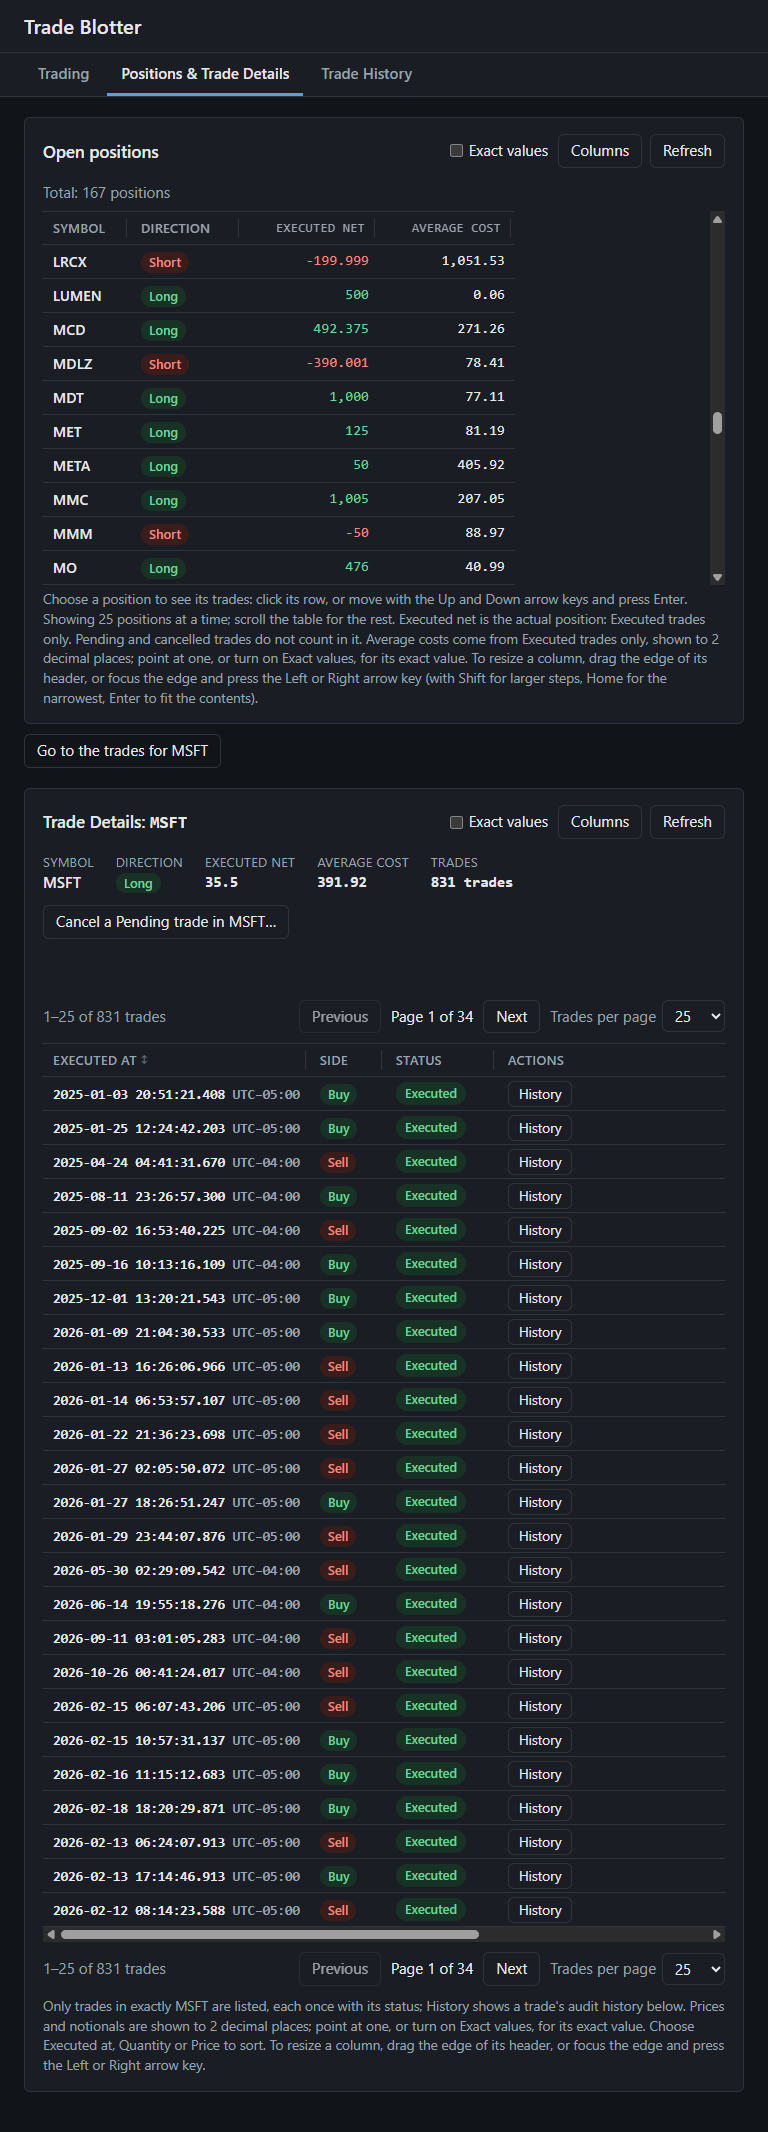 Trade Blotter
Trading Positions & Trade Details Trade History
Open positions Exact values Columns Refresh
Total: 167 positions
SYMBOL DIRECTION EXECUTED NET AVERAGE COST
LRCX Short -199.999 1,051.53
LUMEN Long 500 0.06
MCD Long 492.375 271.26
MDLZ Short -390.001 78.41
MDT Long 1,000 77.11
MET Long 125 81.19
META Long 50 405.92
MMC Long 1,005 207.05
MMM Short -50 88.97
MO Long 476 40.99
Choose a position to see its trades: click its row, or move with the Up and Down arrow keys and press Enter.
Showing 25 positions at a time; scroll the table for the rest. Executed net is the actual position: Executed trades
only. Pending and cancelled trades do not count in it. Average costs come from Executed trades only, shown to 2
decimal places; point at one, or turn on Exact values, for its exact value. To resize a column, drag the edge of its
header, or focus the edge and press the Left or Right arrow key (with Shift for larger steps, Home for the
narrowest, Enter to fit the contents).
Go to the trades for MSFT
Trade Details: MSFT Exact values Columns Refresh
SYMBOL DIRECTION EXECUTED NET AVERAGE COST TRADES
MSFT Long 35.5 391.92 831 trades
Cancel a Pending trade in MSFT...
1–25 of 831 trades Previous Page 1 of 34 Next Trades per page 25
EXECUTED AT SIDE STATUS ACTIONS
2025-01-03 20:51:21.408 UTC-05:00 Buy Executed History
2025-01-25 12:24:42.203 UTC-05:00 Buy Executed History
2025-04-24 04:41:31.670 UTC-04:00 Sell Executed History
2025-08-11 23:26:57.300 UTC-04:00 Buy Executed History
2025-09-02 16:53:40.225 UTC-04:00 Sell Executed History
2025-09-16 10:13:16.109 UTC-04:00 Buy Executed History
2025-12-01 13:20:21.543 UTC-05:00 Buy Executed History
2026-01-09 21:04:30.533 UTC-05:00 Buy Executed History
2026-01-13 16:26:06.966 UTC-05:00 Sell Executed History
2026-01-14 06:53:57.107 UTC-05:00 Sell Executed History
2026-01-22 21:36:23.698 UTC-05:00 Sell Executed History
2026-01-27 02:05:50.072 UTC-05:00 Sell Executed History
2026-01-27 18:26:51.247 UTC-05:00 Buy Executed History
2026-01-29 23:44:07.876 UTC-05:00 Sell Executed History
2026-05-30 02:29:09.542 UTC-04:00 Sell Executed History
2026-06-14 19:55:18.276 UTC-04:00 Buy Executed History
2026-09-11 03:01:05.283 UTC-04:00 Sell Executed History
2026-10-26 00:41:24.017 UTC-04:00 Sell Executed History
2026-02-15 06:07:43.206 UTC-05:00 Sell Executed History
2026-02-15 10:57:31.137 UTC-05:00 Buy Executed History
2026-02-16 11:15:12.683 UTC-05:00 Buy Executed History
2026-02-18 18:20:29.871 UTC-05:00 Buy Executed History
2026-02-13 06:24:07.913 UTC-05:00 Sell Executed History
2026-02-13 17:14:46.913 UTC-05:00 Buy Executed History
2026-02-12 08:14:23.588 UTC-05:00 Sell Executed History
1–25 of 831 trades Previous Page 1 of 34 Next Trades per page 25
Only trades in exactly MSFT are listed, each once with its status; History shows a trade's audit history below. Prices
and notionals are shown to 2 decimal places; point at one, or turn on Exact values, for its exact value. Choose
Executed at, Quantity or Price to sort. To resize a column, drag the edge of its header, or focus the edge and press
the Left or Right arrow key.